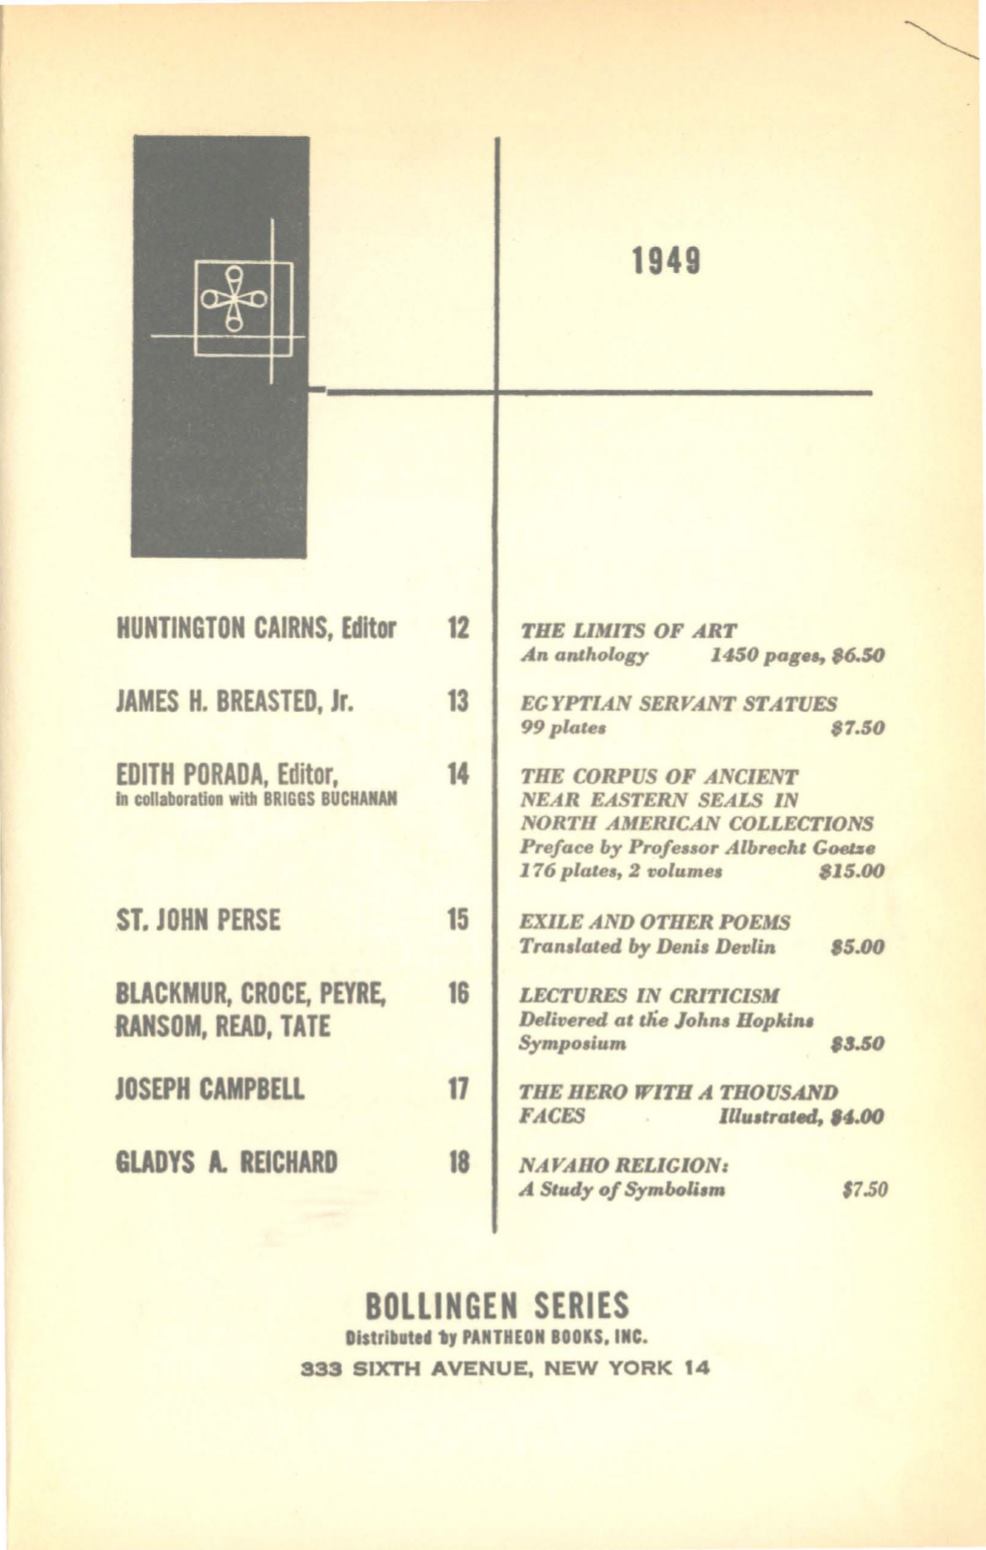 1949
HUNTINGTON CAIRNS, Editor 12 THE LIMITS OF ART
An anthology 1450 pages, $6.50
JAMES H. BREASTED, Jr. 13 EGYPTIAN SERVANT STATUES
99 plates $7.50
EDITH PORADA, Editor, 14 THE CORPUS OF ANCIENT
in collaboration with BRIGGS BUCHANAN NEAR EASTERN SEALS IN
NORTH AMERICAN COLLECTIONS
Preface by Professor Albrecht Goetze
176 plates, 2 volumes $15.00
ST. JOHN PERSE 15 EXILE AND OTHER POEMS
Translated by Denis Devlin $5.00
BLACKMUR, CROCE, PEYRE, 16 LECTURES IN CRITICISM
RANSOM, READ, TATE Delivered at the Johns Hopkins
Symposium $3.50
JOSEPH CAMPBELL 17 THE HERO WITH A THOUSAND
FACES Illustrated, $4.00
GLADYS A. REICHARD 18 NAVAHO RELIGION:
A Study of Symbolism $7.50
BOLLINGEN SERIES
Distributed by PANTHEON BOOKS, INC.
333 SIXTH AVENUE, NEW YORK 14